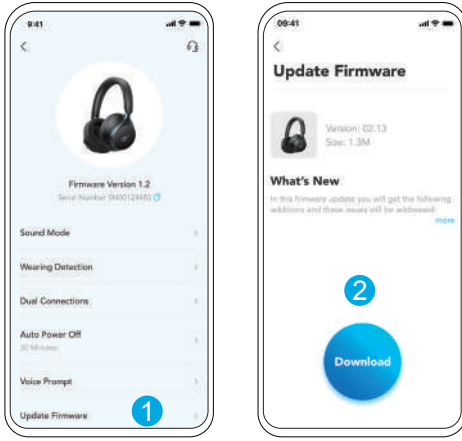 9:41
Firmware Version 1.2
Serial Number
Sound Mode
Wearing Detection
Dual Connections
Auto Power Off
30 Minutes
Voice Prompt
Update Firmware
1
09:41
Update Firmware
Version: 02.13
Size: 1.3M
What's New
In this firmware update you will get the following
additions and these issues will be addressed:
more
2
Download